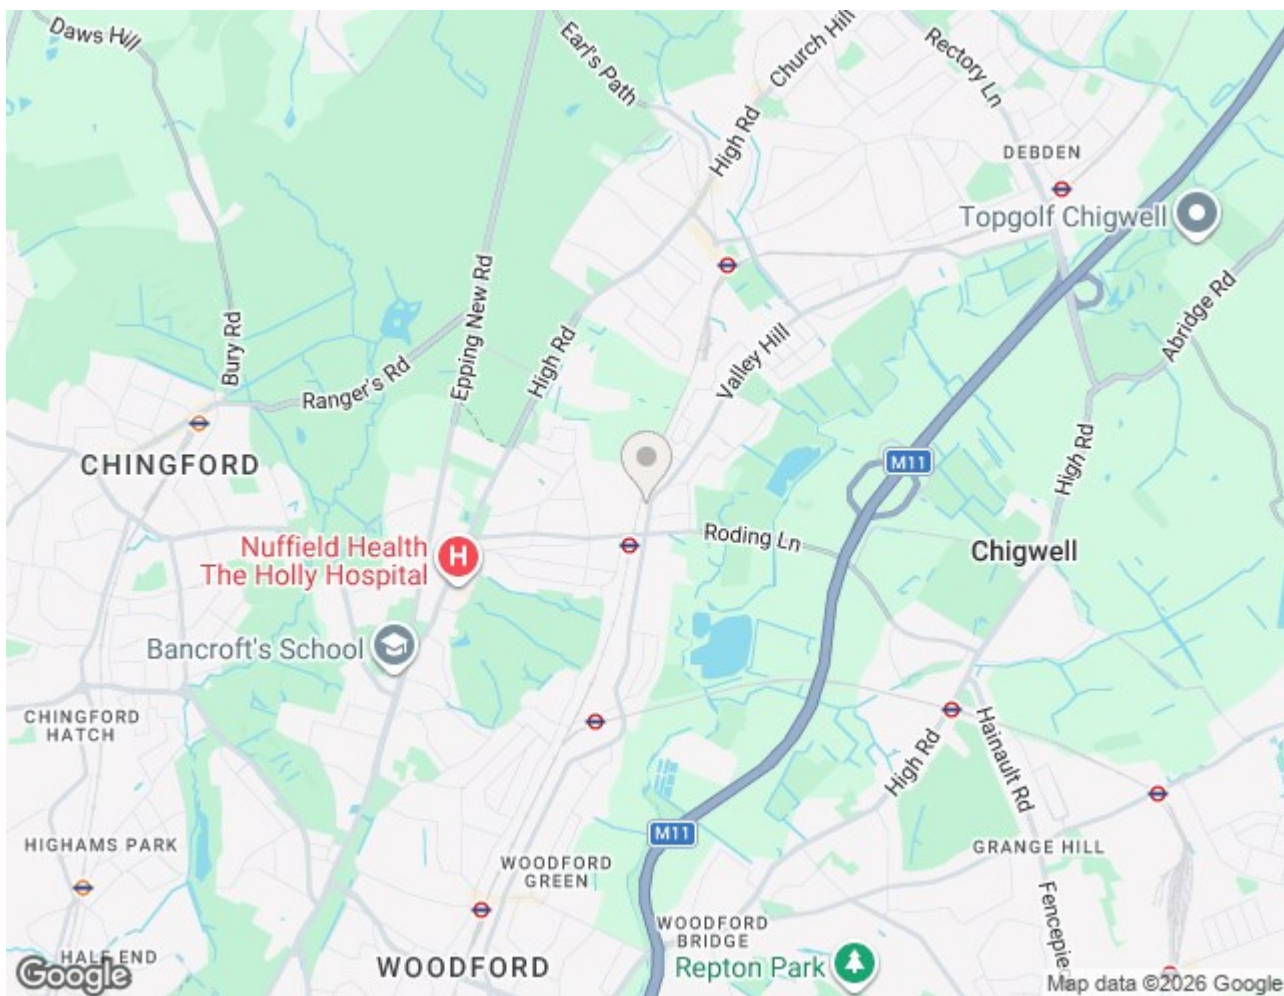 Daws Hill
Earl's Path
Church Hill
Rectory Ln
High Rd
DEBDEN
Topgolf Chigwell
Bury Rd
Epping New Rd
High Rd
Abridge Rd
Valley Hill
Ranger's Rd
High Rd
CHINGFORD
M11
Roding Ln
Chigwell
Nuffield Health
The Holly Hospital
H
Bancroft's School
CHINGFORD
HATCH
High Rd
Hainault Rd
M11
HIGHAMS PARK
WOODFORD
GREEN
GRANGE HILL
Fencepie
WOODFORD
BRIDGE
HALE END
WOODFORD
Repton Park
Google
Map data ©2026 Google